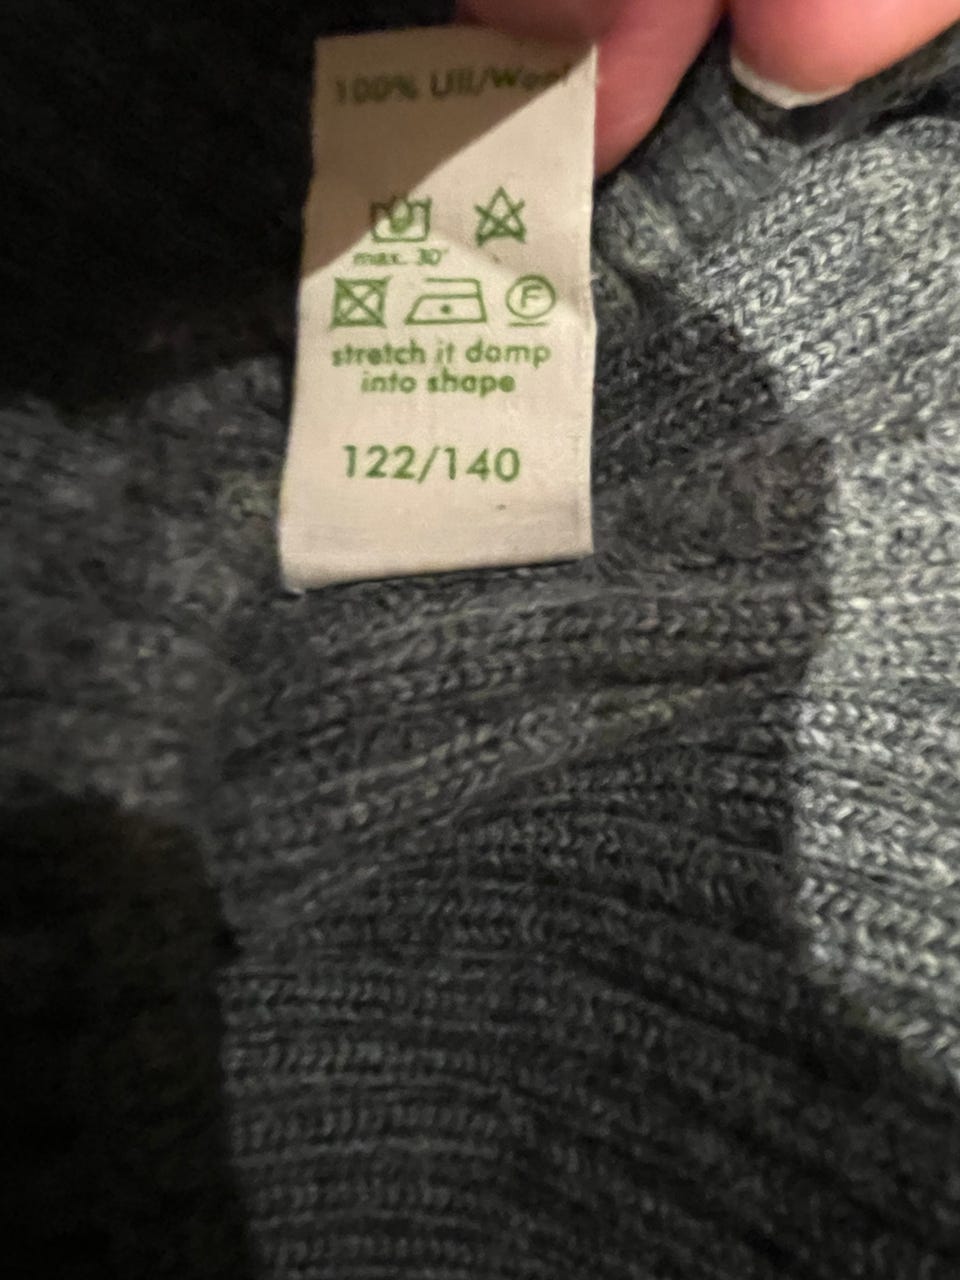 100% Ull/Wool
max. 30°
F
stretch it damp
into shape
122/140